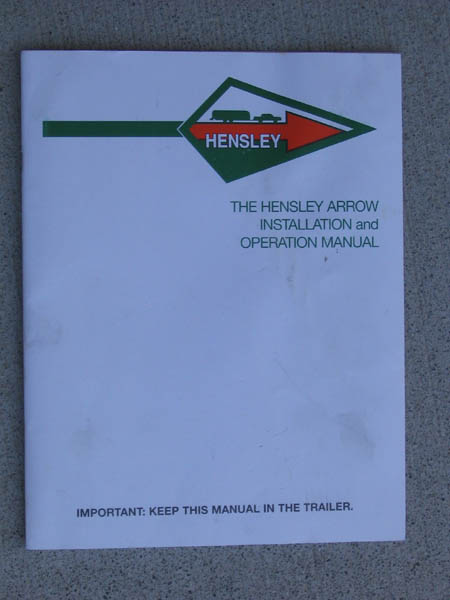 HENSLEY
THE HENSLEY ARROW
INSTALLATION and
OPERATION MANUAL
IMPORTANT: KEEP THIS MANUAL IN THE TRAILER.